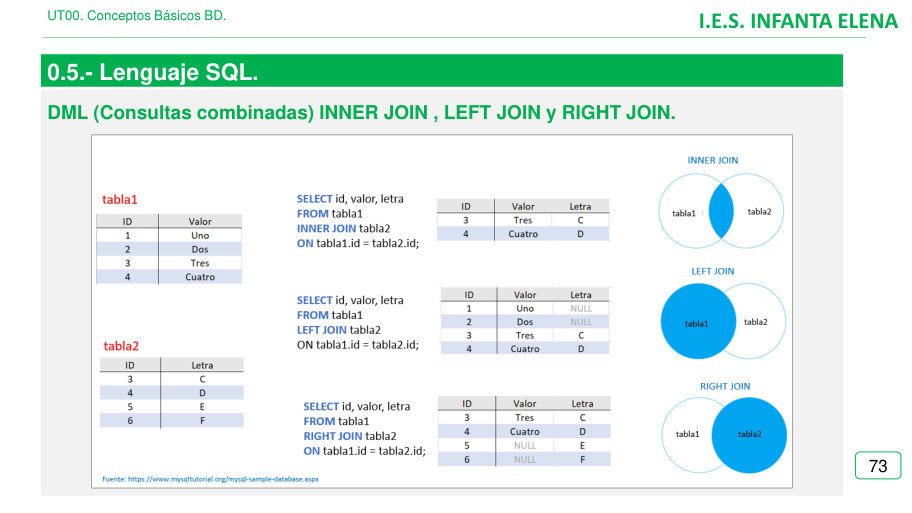 UT00. Conceptos Básicos BD.
I.E.S. INFANTA ELENA
0.5.- Lenguaje SQL.
DML (Consultas combinadas) INNER JOIN , LEFT JOIN y RIGHT JOIN.
tabla1
ID Valor
1 Uno
2 Dos
3 Tres
4 Cuatro
SELECT id, valor, letra
FROM tabla1
INNER JOIN tabla2
ON tabla1.id = tabla2.id;
ID Valor Letra
3 Tres C
4 Cuatro D
INNER JOIN
tabla1 tabla2
SELECT id, valor, letra
FROM tabla1
LEFT JOIN tabla2
ON tabla1.id = tabla2.id;
ID Valor Letra
1 Uno NULL
2 Dos NULL
3 Tres C
4 Cuatro D
LEFT JOIN
tabla1 tabla2
tabla2
ID Letra
3 C
4 D
5 E
6 F
SELECT id, valor, letra
FROM tabla1
RIGHT JOIN tabla2
ON tabla1.id = tabla2.id;
ID Valor Letra
3 Tres C
4 Cuatro D
5 NULL E
6 NULL F
RIGHT JOIN
tabla1 tabla2
Fuente: https://www.mysqltutorial.org/mysql-sample-database.aspx
73